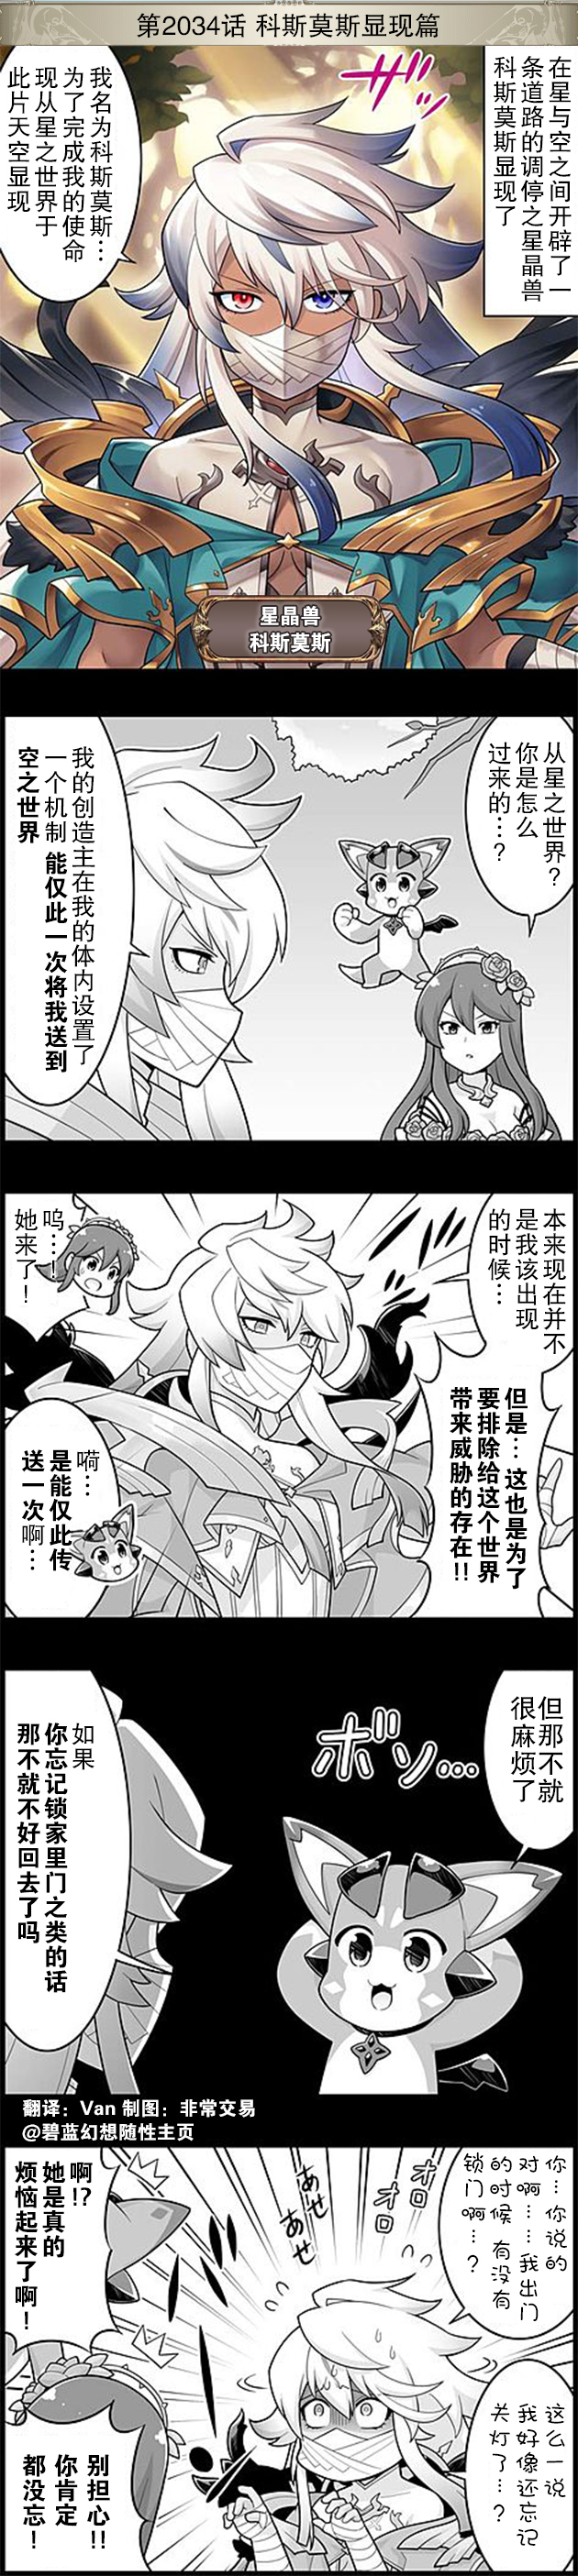 第2034话 科斯莫斯显现篇
在星与空之间开辟了一
条道路的调停之星晶兽
科斯莫斯显现了
ザッ
我名为科斯莫斯…
为了完成我的使命
现从星之世界于
此片天空显现
星晶兽
科斯莫斯
从星之世界？
你是怎么
过来的…？
我的创造主在我的体内设置了
一个机制 能仅此一次将我送到
空之世界
本来现在并不
是我该出现
的时候…
但是…这也是为了
要排除给这个世界
带来威胁的存在!!
呜…！
她来了！
嗬…
是能仅此传
送一次啊…
但那不就
很麻烦了
ボソ…
如果
你忘记锁家里门之类的话
那不就不好回去了吗
翻译：Van 制图：非常交易
@碧蓝幻想随性主页
你…你说的
对啊……我出门
的时候 有没有
锁门啊…？
オロ
オロ
あせ
あせ
啊!?
她是真的
烦恼起来了啊！
这么一说
我好像还忘记
关灯了…？
别担心!!
你肯定
都没忘！